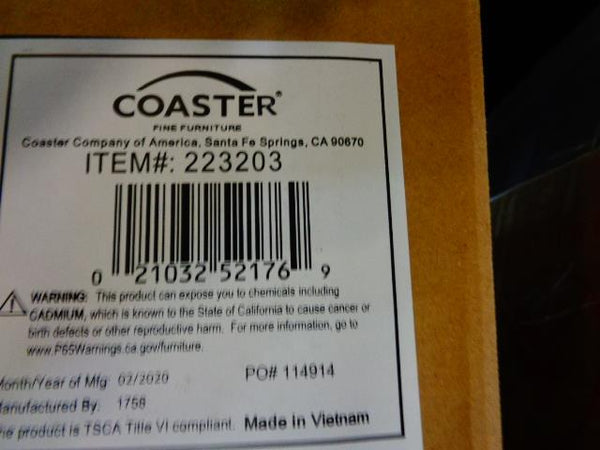 COASTER®
FINE FURNITURE
Coaster Company of America, Santa Fe Springs, CA 90670
ITEM#: 223203
0 21032 52176 9
WARNING: This product can expose you to chemicals including
CADMIUM, which is known to the State of California to cause cancer or
birth defects or other reproductive harm. For more information, go to
www.P65Warnings.ca.gov/furniture.
Month/Year of Mfg: 02/2020 PO# 114914
Manufactured By: 1758
he product is TSCA Title VI compliant. Made in Vietnam